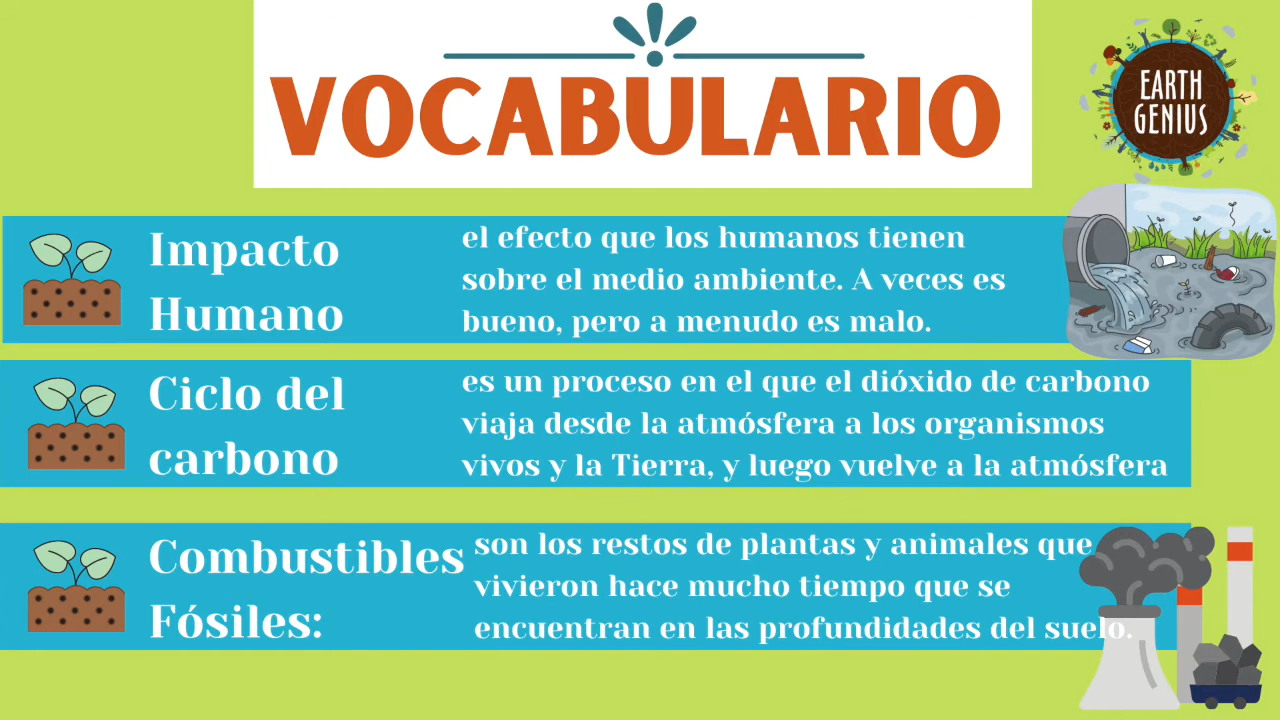 VOCABULARIO
EARTH
GENIUS
Impacto
Humano
el efecto que los humanos tienen
sobre el medio ambiente. A veces es
bueno, pero a menudo es malo.
Ciclo del
carbono
es un proceso en el que el dióxido de carbono
viaja desde la atmósfera a los organismos
vivos y la Tierra, y luego vuelve a la atmósfera
Combustibles
Fósiles:
son los restos de plantas y animales que
vivieron hace mucho tiempo que se
encuentran en las profundidades del suelo.